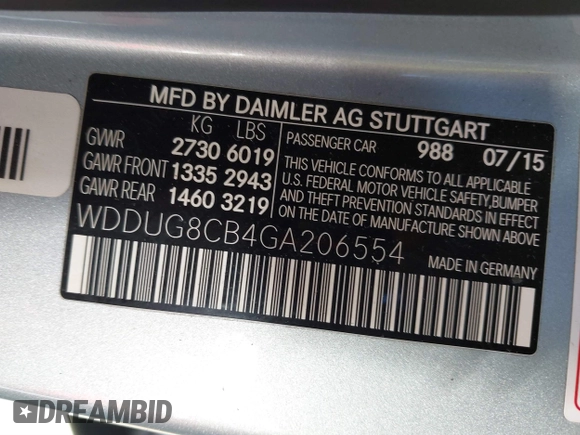 MFD BY DAIMLER AG STUTTGART
KG LBS
GVWR 2730 6019
GAWR FRONT 1335 2943
GAWR REAR 1460 3219
PASSENGER CAR 988 07/15
THIS VEHICLE CONFORMS TO ALL APPLICABLE
U.S. FEDERAL MOTOR VEHICLE SAFETY,BUMPER,
AND THEFT PREVENTION STANDARDS IN EFFECT
ON THE DATE OF MANUFACTURE SHOWN ABOVE
WDDUG8CB4GA206554
MADE IN GERMANY
DREAMBID